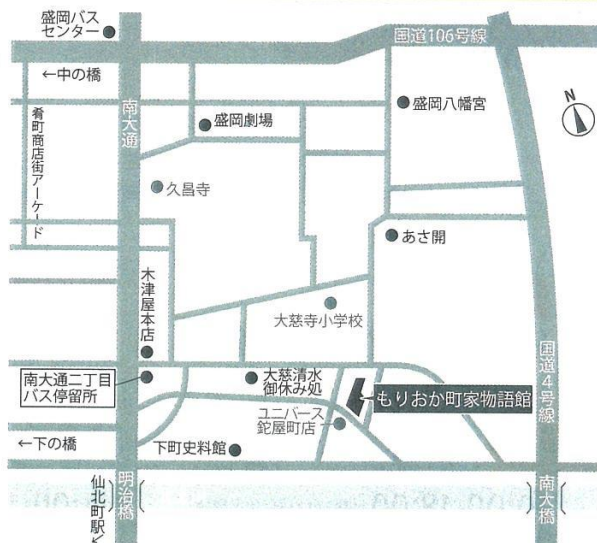 盛岡バス
センター
国道106号線
←中の橋
南大通
盛岡劇場
盛岡八幡宮
N
肴町商店街アーケード
久昌寺
あさ開
木津屋本店
大慈寺小学校
国道4号線
南大通二丁目
バス停留所
大慈清水
御休み処
もりおか町家物語館
ユニバース
鉈屋町店
←下の橋
下町史料館
明治橋
南大橋
仙北町駅
↙